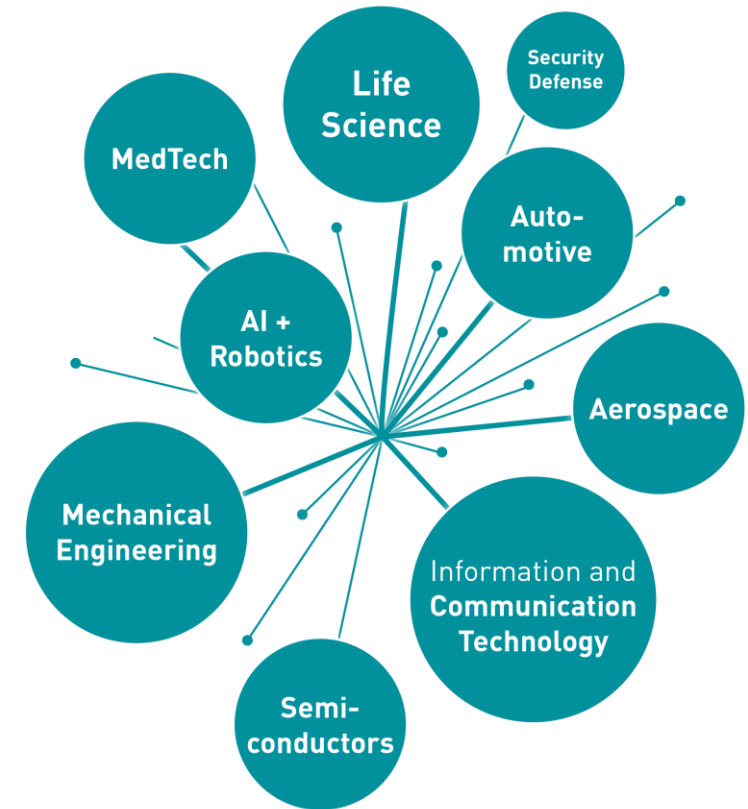 Security
Defense
Life
Science
MedTech
Auto-
motive
AI +
Robotics
Aerospace
Mechanical
Engineering
Information and
Communication
Technology
Semi-
conductors